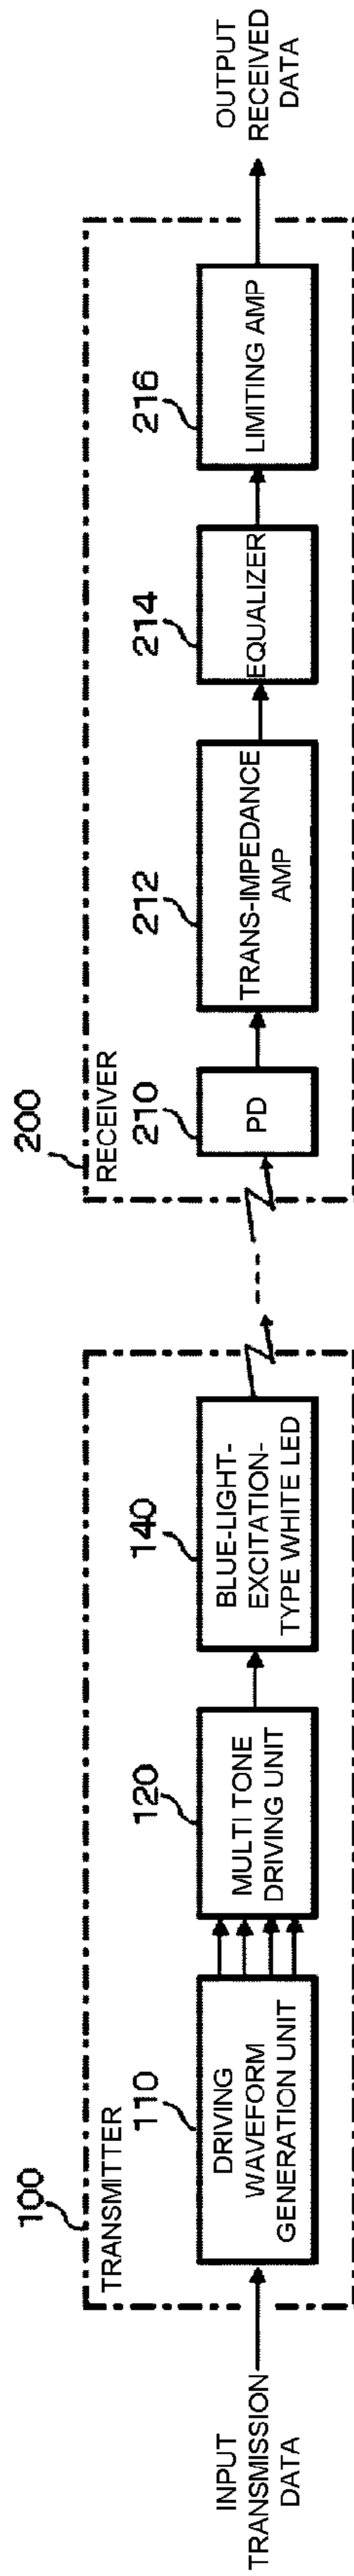 INPUT
TRANSMISSION
DATA
100
TRANSMITTER
110
DRIVING
WAVEFORM
GENERATION UNIT
120
MULTI TONE
DRIVING UNIT
140
BLUE-LIGHT-
EXCITATION-
TYPE WHITE LED
200
RECEIVER
210
PD
212
TRANS-IMPEDANCE
AMP
214
EQUALIZER
216
LIMITING AMP
OUTPUT
RECEIVED
DATA